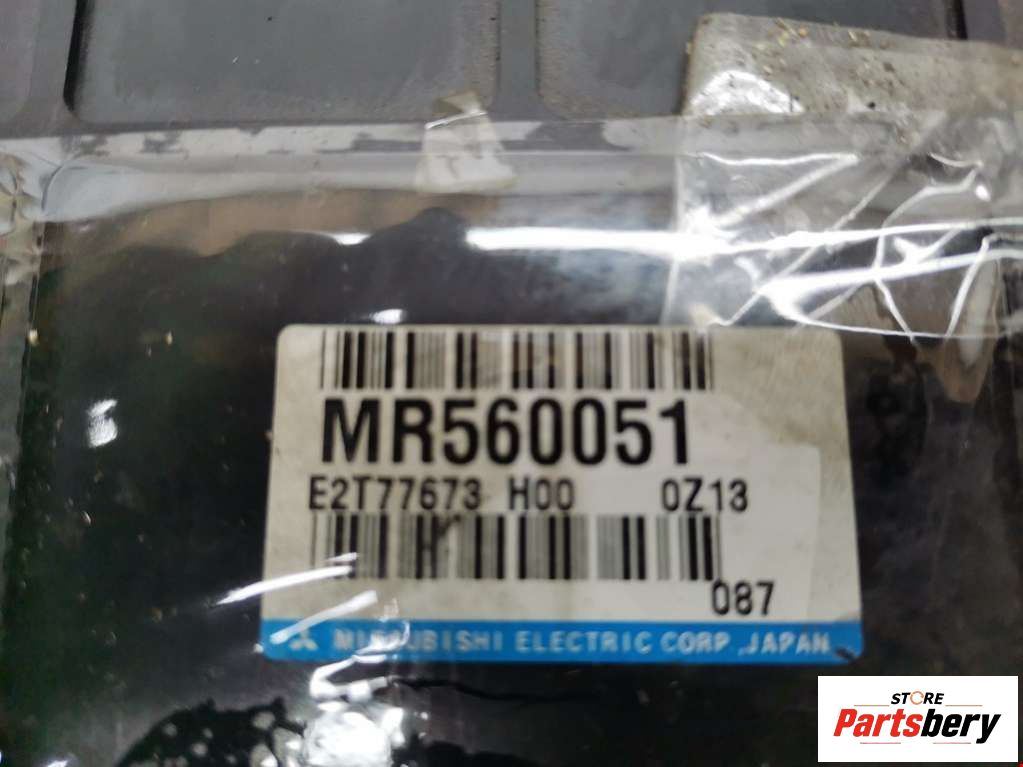 MR560051
E2T77673 H00 0Z13
087
MITSUBISHI ELECTRIC CORP. JAPAN
STORE
Partsbery